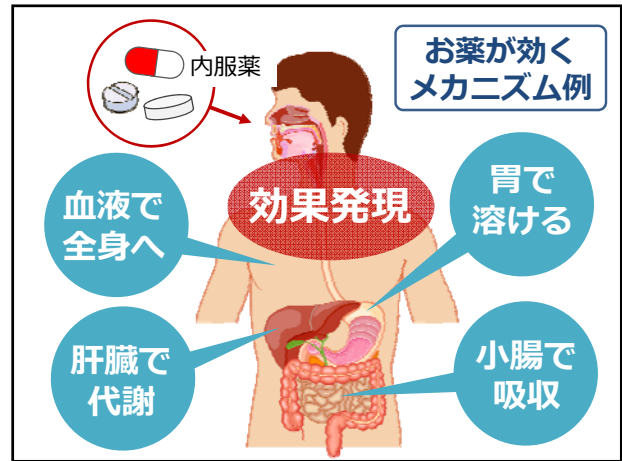 お薬が効く
メカニズム例
内服薬
効果発現
胃で
溶ける
小腸で
吸収
肝臓で
代謝
血液で
全身へ